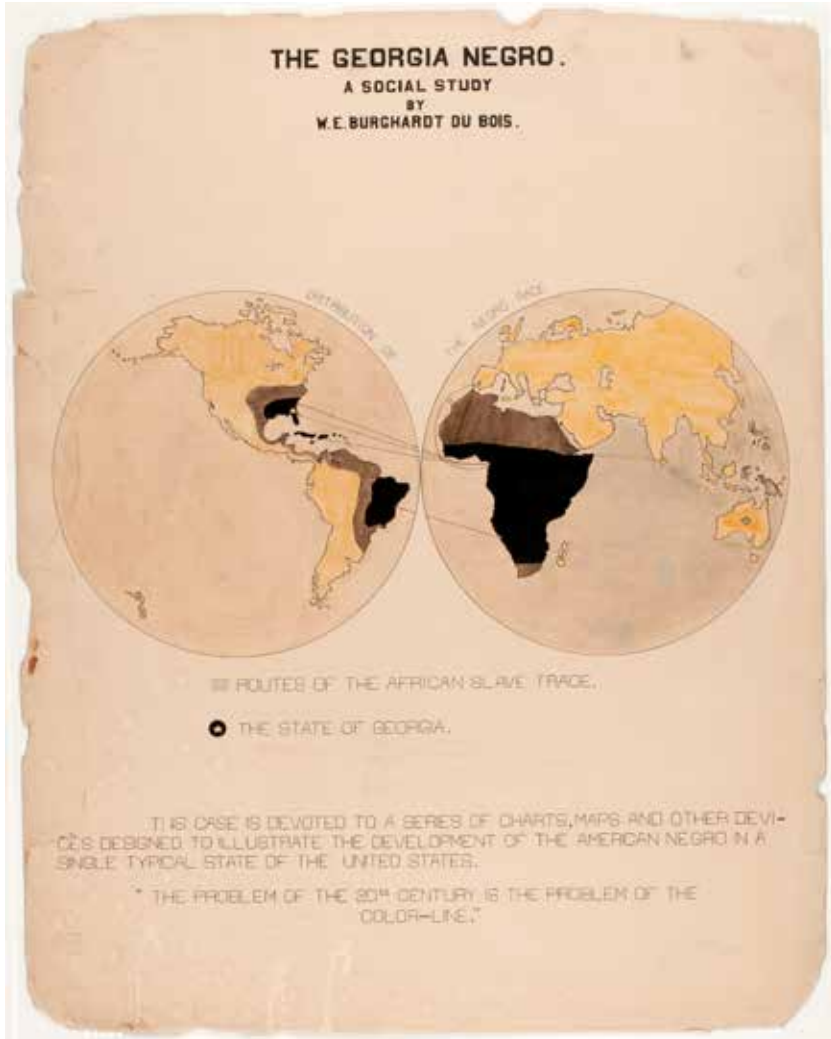 THE GEORGIA NEGRO.
A SOCIAL STUDY
BY
W.E.BURGHARDT DU BOIS.
DISTRIBUTION OF
THE NEGRO RACE
ROUTES OF THE AFRICAN SLAVE TRADE.
THE STATE OF GEORGIA.
THIS CASE IS DEVOTED TO A SERIES OF CHARTS, MAPS AND OTHER DEVI-
CES DESIGNED TO ILLUSTRATE THE DEVELOPMENT OF THE AMERICAN NEGRO IN A
SINGLE TYPICAL STATE OF THE UNITED STATES.
" THE PROBLEM OF THE 20TH CENTURY IS THE PROBLEM OF THE
COLOR-LINE."